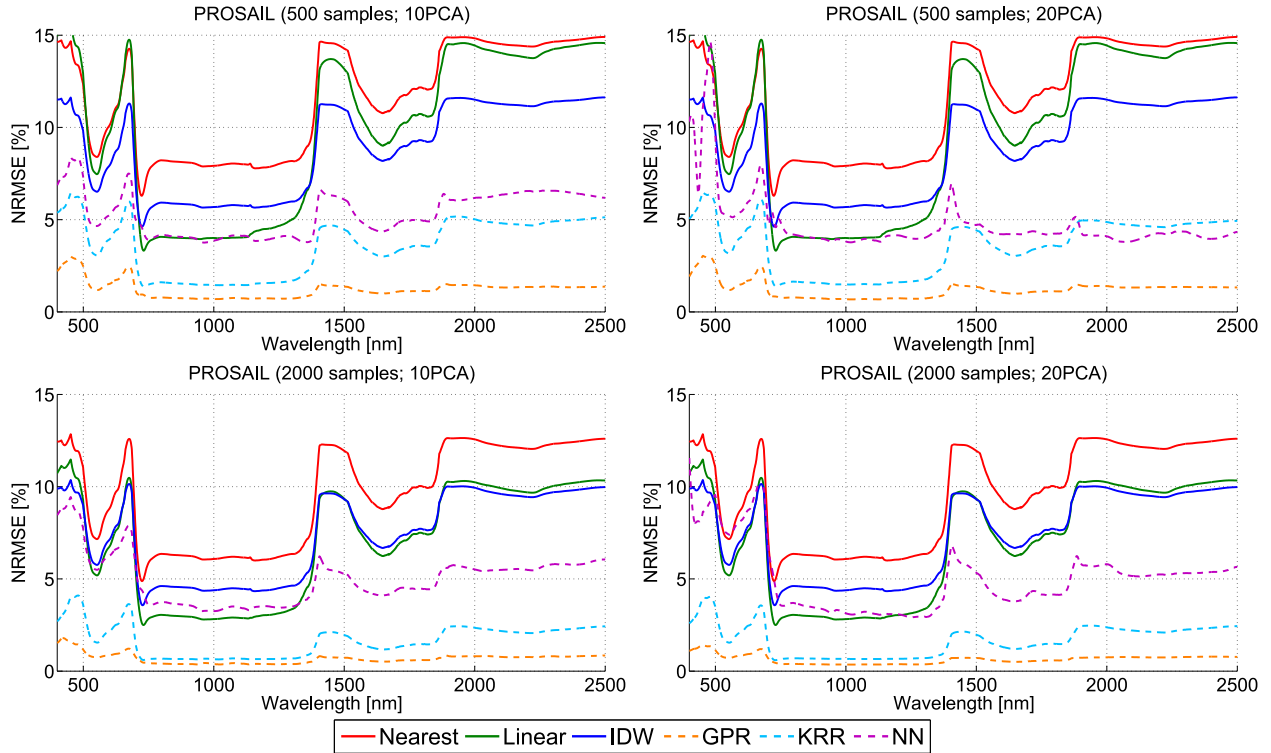 PROSAIL (500 samples; 10PCA)
15
10
5
0
NRMSE [%]
500
1000
1500
2000
2500
Wavelength [nm]
PROSAIL (500 samples; 20PCA)
15
10
5
0
NRMSE [%]
500
1000
1500
2000
2500
Wavelength [nm]
PROSAIL (2000 samples; 10PCA)
15
10
5
0
NRMSE [%]
500
1000
1500
2000
2500
Wavelength [nm]
PROSAIL (2000 samples; 20PCA)
15
10
5
0
NRMSE [%]
500
1000
1500
2000
2500
Wavelength [nm]
Nearest Linear IDW GPR KRR NN